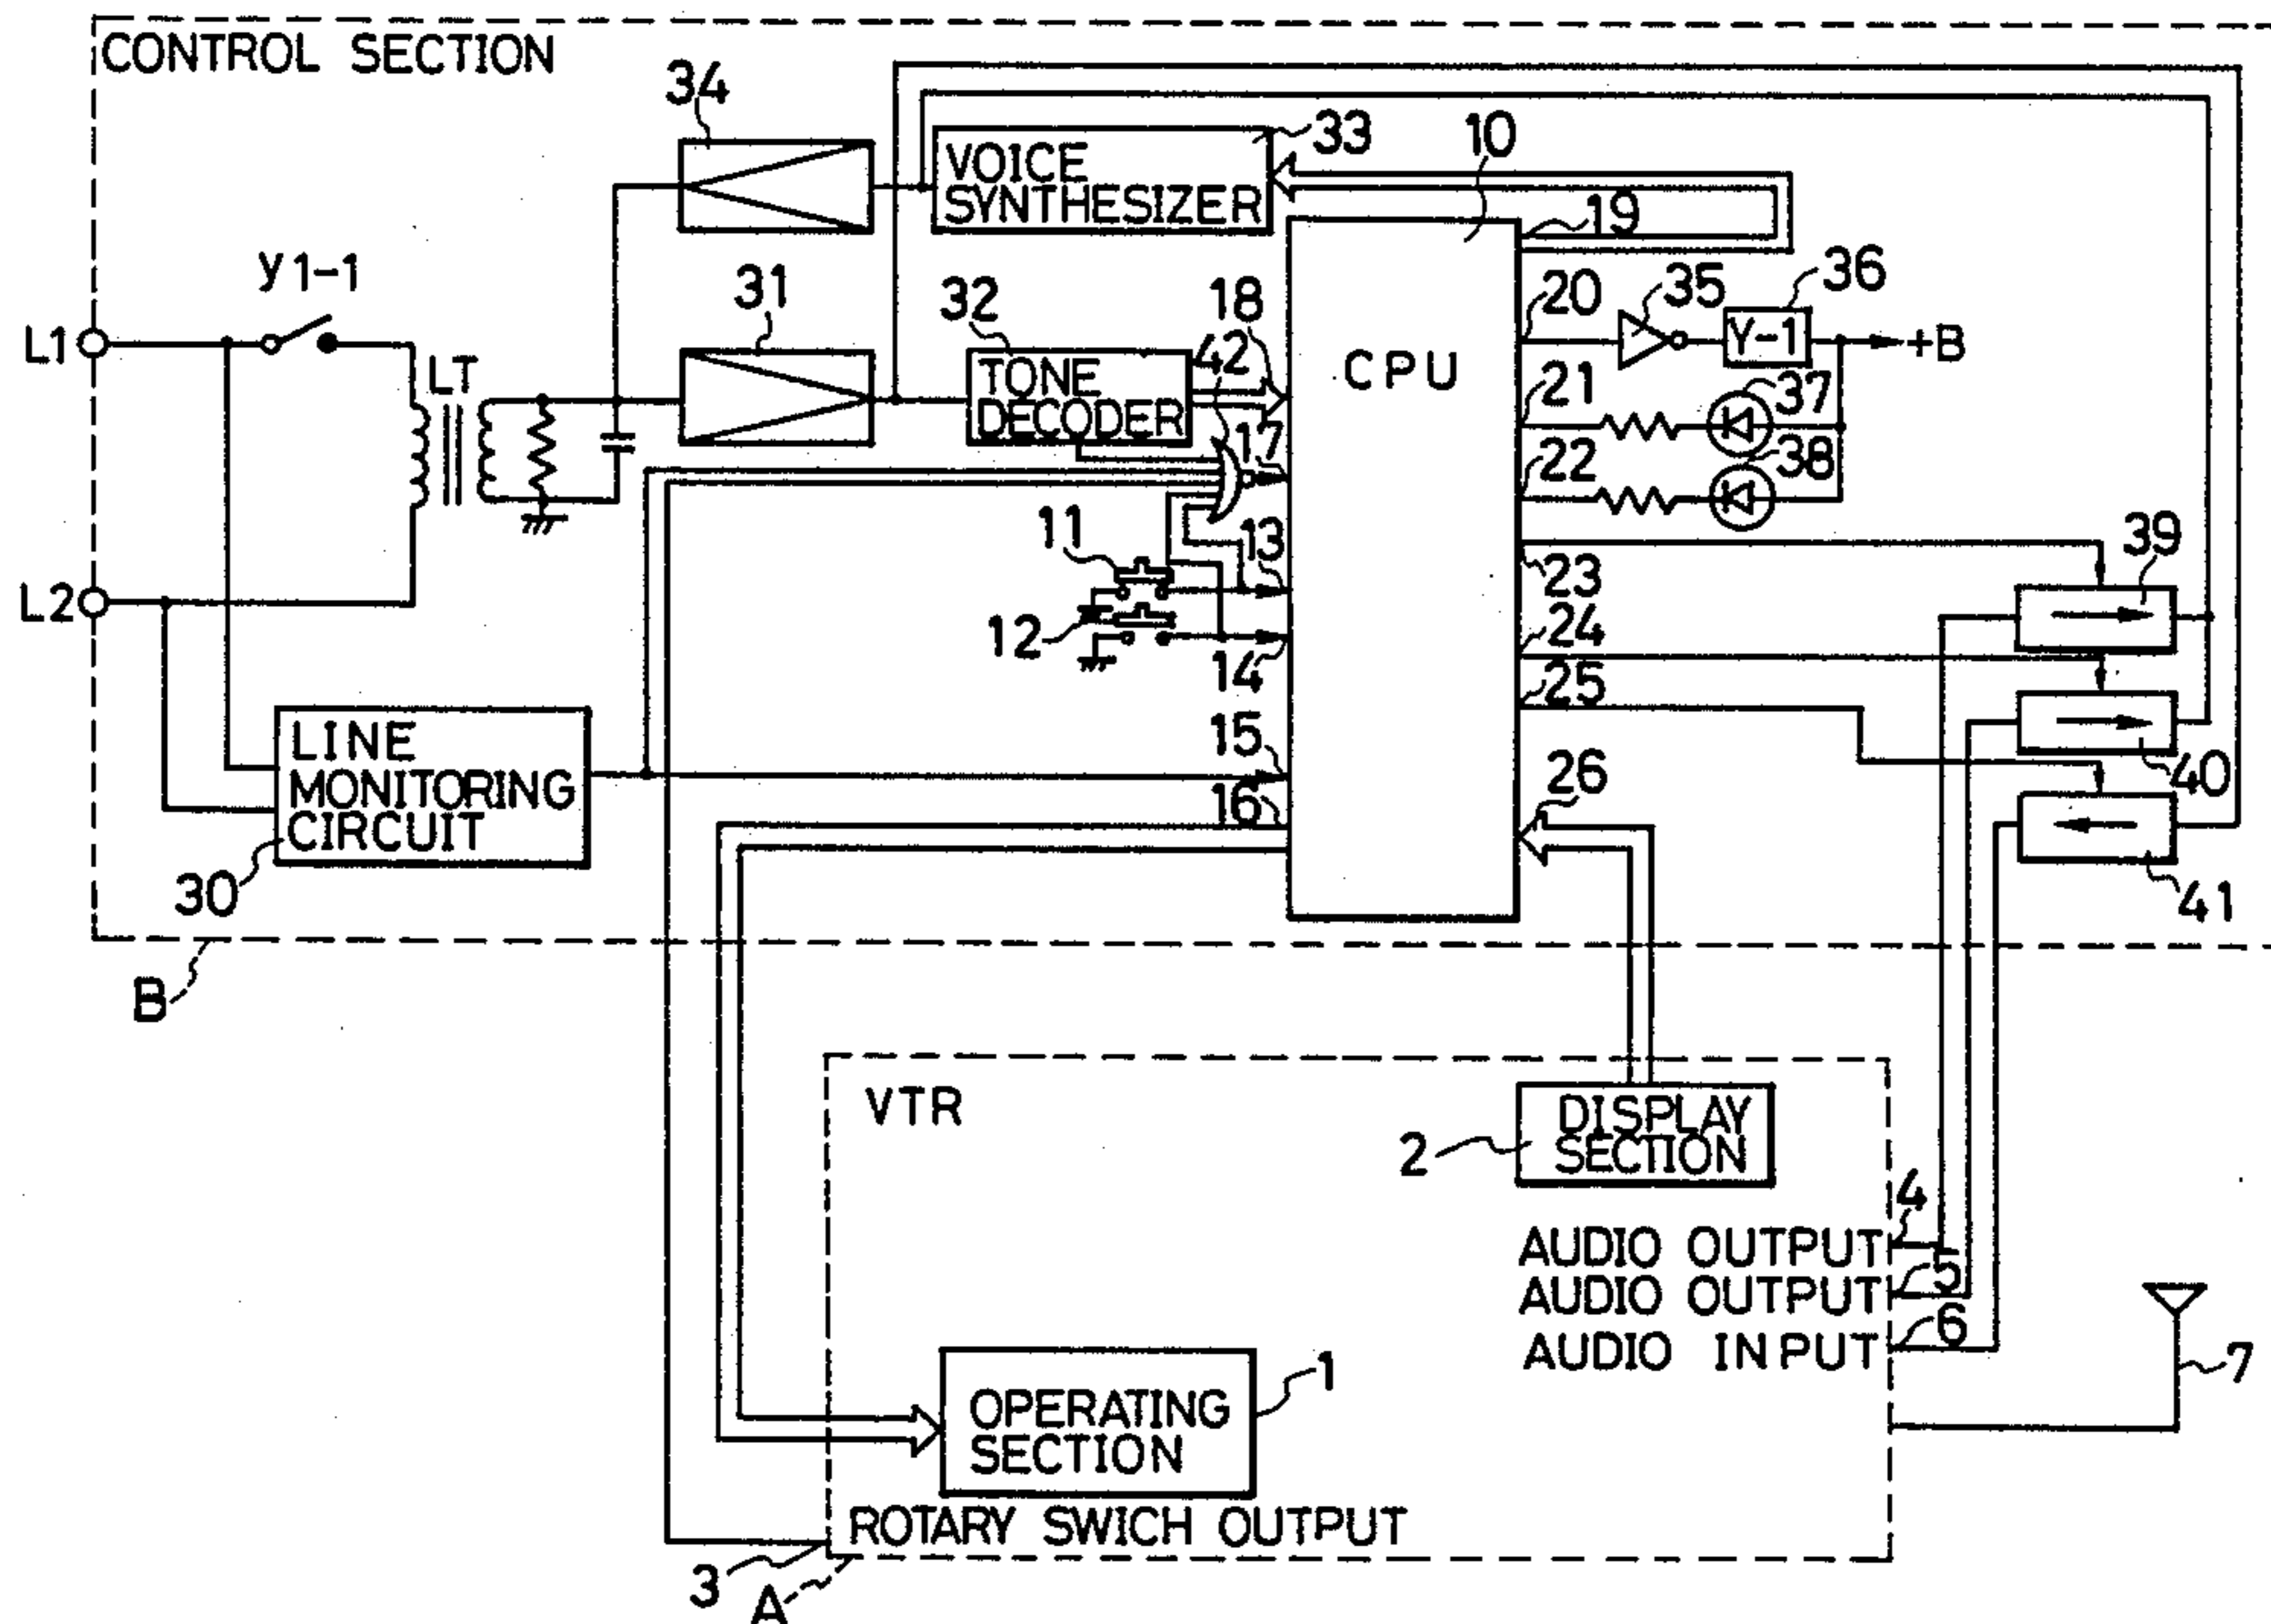 CONTROL SECTION
34
33
10
VOICE
SYNTHESIZER
19
y1-1
31
32
18
20
35
36
42
L1
LT
TONE
DECODER
CPU
Y-1
+B
21
37
17
22
38
11
13
39
23
L2
12
14
24
25
LINE
MONITORING
CIRCUIT
15
26
40
16
30
41
B
VTR
DISPLAY
SECTION
2
4
AUDIO OUTPUT
5
AUDIO OUTPUT
6
AUDIO INPUT
7
1
OPERATING
SECTION
ROTARY SWICH OUTPUT
3
A